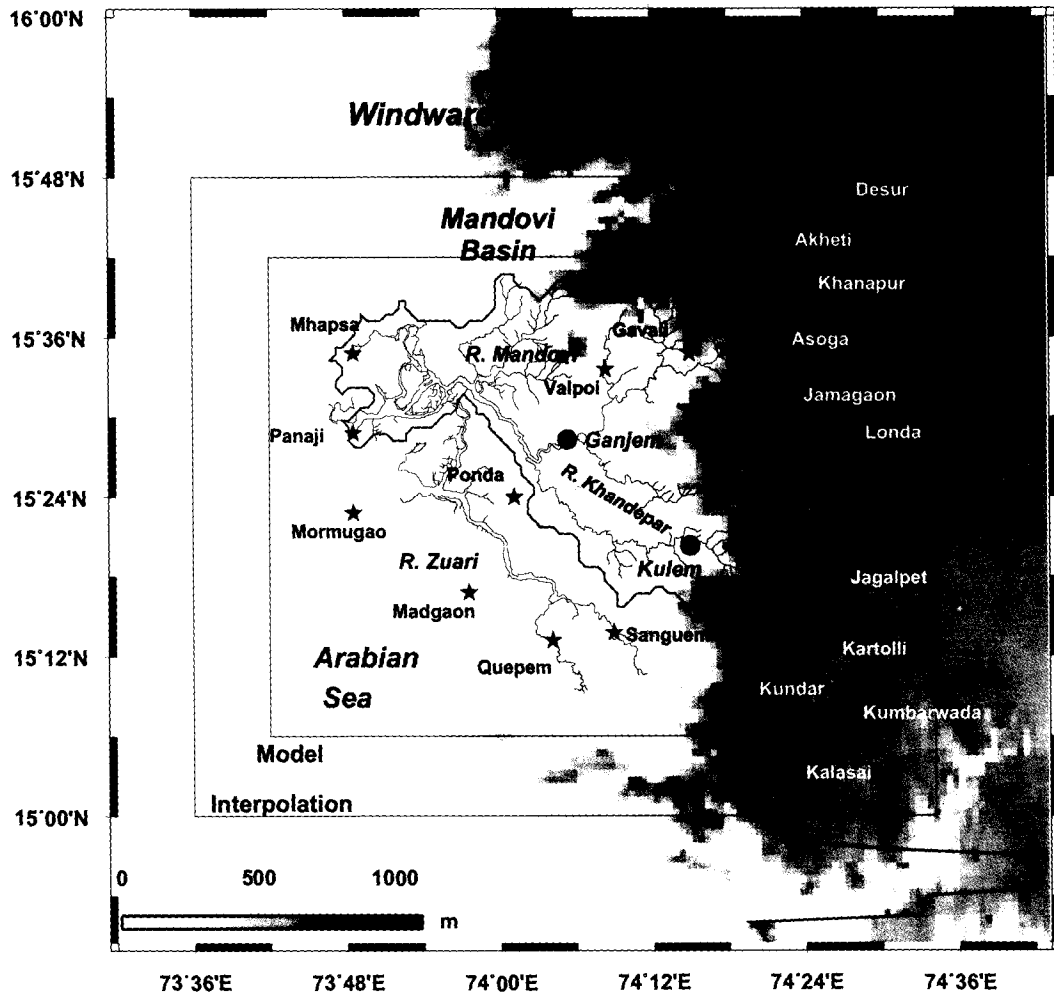 16°00'N
Windward
15°48'N
Desur
Mandovi
Basin
Akheti
Khanapur
15°36'N
Mhapsa
Gavali
R. Mandovi
Asoga
Valpoi
Jamagaon
Panaji
Ganjem
Londa
Ponda
15°24'N
R. Khandepar
Mormugao
R. Zuari
Kulem
Jagalpet
Madgaon
Sanguem
Kartolli
15°12'N
Arabian
Sea
Quepem
Kundar
Kumbarwada
Model
Kalasai
Interpolation
15°00'N
0 500 1000
m
73°36'E 73°48'E 74°00'E 74°12'E 74°24'E 74°36'E